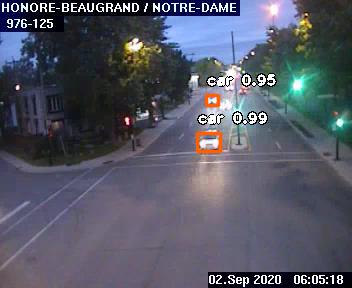 HONORE-BEAUGRAND / NOTRE-DAME
976-125
car 0.95
car 0.99
02.Sep 2020 06:05:18